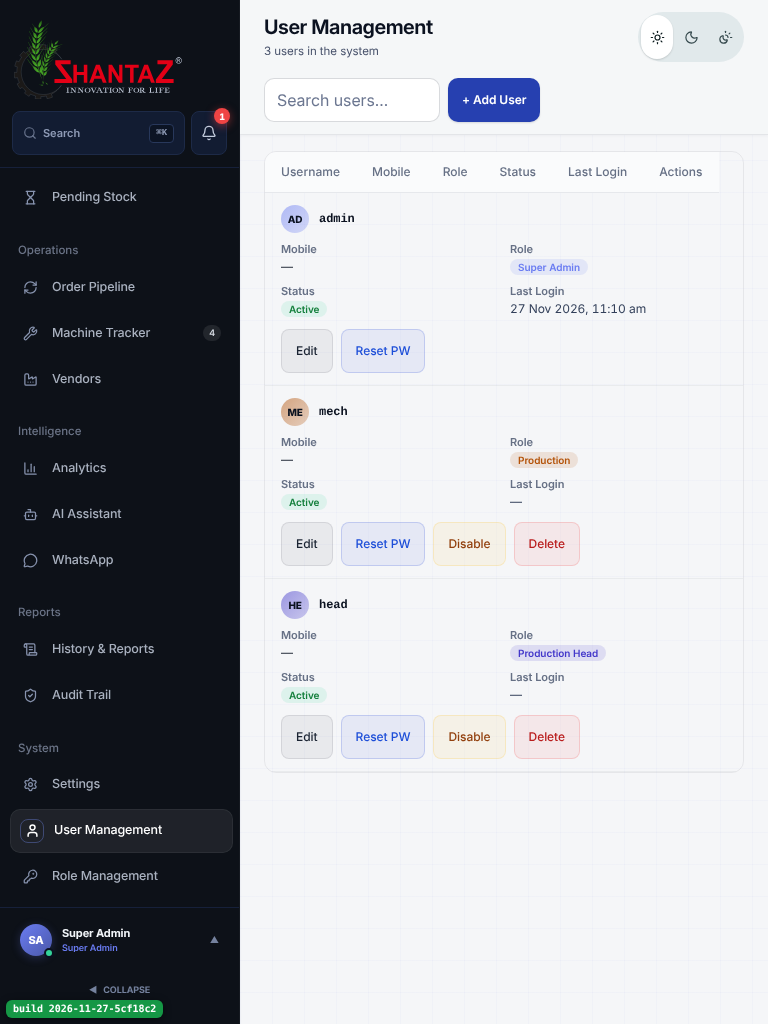 SHANTAZ®
INNOVATION FOR LIFE
Search ⌘K
1
Pending Stock
Operations
Order Pipeline
Machine Tracker 4
Vendors
Intelligence
Analytics
AI Assistant
WhatsApp
Reports
History & Reports
Audit Trail
System
Settings
User Management
Role Management
SA
Super Admin
Super Admin
▲
◀ COLLAPSE
build 2026-11-27-5cf18c2
User Management
3 users in the system
Search users...
+ Add User
Username Mobile Role Status Last Login Actions
AD admin
Mobile Role
— Super Admin
Status Last Login
Active 27 Nov 2026, 11:10 am
Edit Reset PW
ME mech
Mobile Role
— Production
Status Last Login
Active —
Edit Reset PW Disable Delete
HE head
Mobile Role
— Production Head
Status Last Login
Active —
Edit Reset PW Disable Delete